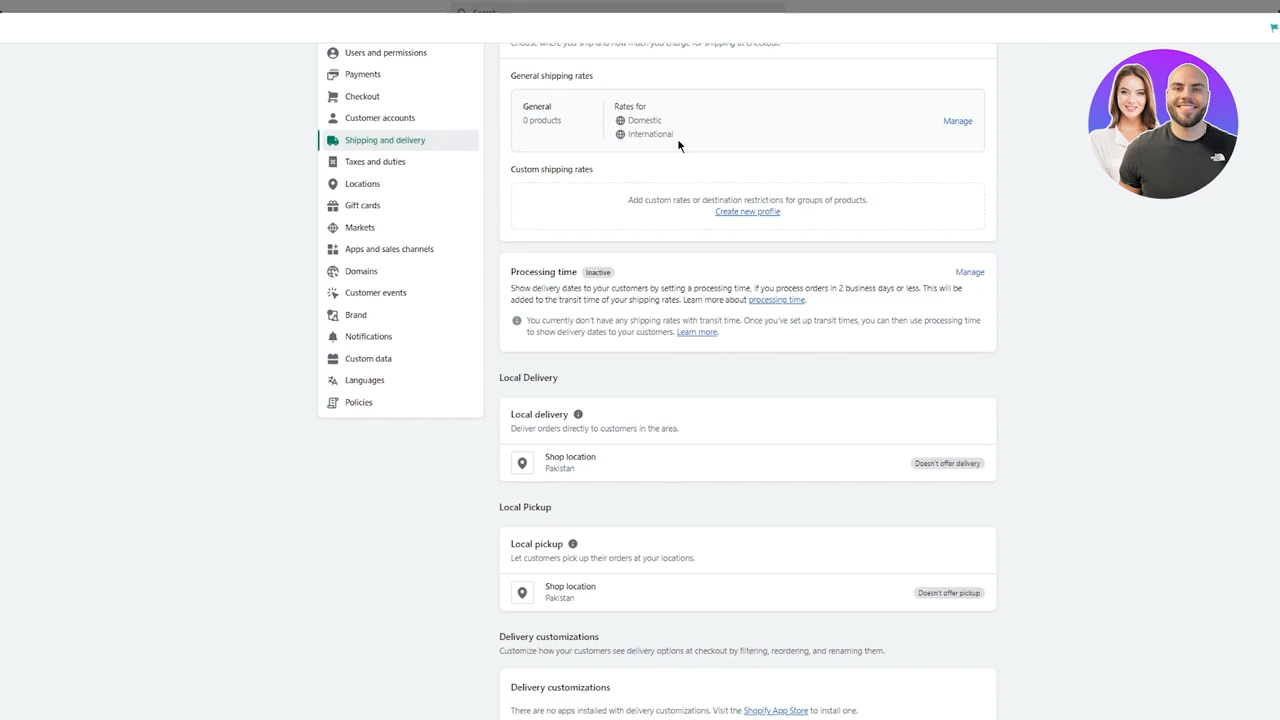 Search
Choose where you ship and how much you charge for shipping at checkout.
Users and permissions
Payments
Checkout
Customer accounts
Shipping and delivery
Taxes and duties
Locations
Gift cards
Markets
Apps and sales channels
Domains
Customer events
Brand
Notifications
Custom data
Languages
Policies
General shipping rates
General
0 products
Rates for
Domestic
International
Manage
Custom shipping rates
Add custom rates or destination restrictions for groups of products.
Create new profile
Processing time Inactive
Manage
Show delivery dates to your customers by setting a processing time, if you process orders in 2 business days or less. This will
be added to the transit time of your shipping rates. Learn more about processing time.
You currently don't have any shipping rates with transit time. Once you've set up transit times, you can then use processing time
to show delivery dates to your customers. Learn more.
Local Delivery
Local delivery
Deliver orders directly to customers in the area.
Shop location
Pakistan
Doesn't offer delivery
Local Pickup
Local pickup
Let customers pick up their orders at your locations.
Shop location
Pakistan
Doesn't offer pickup
Delivery customizations
Customize how your customers see delivery options at checkout by filtering, reordering, and renaming them.
Delivery customizations
There are no apps installed with delivery customizations. Visit the Shopify App Store to install one.